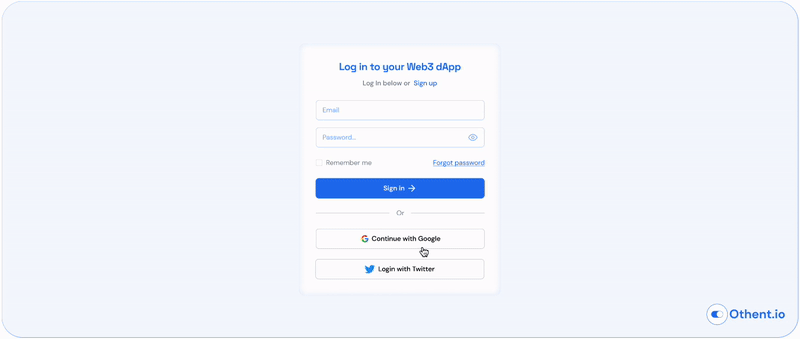 Log in to your Web3 dApp
Log In below or Sign up
Email
Password...
Remember me Forgot password
Sign in
Or
Continue with Google
Login with Twitter
Othent.io